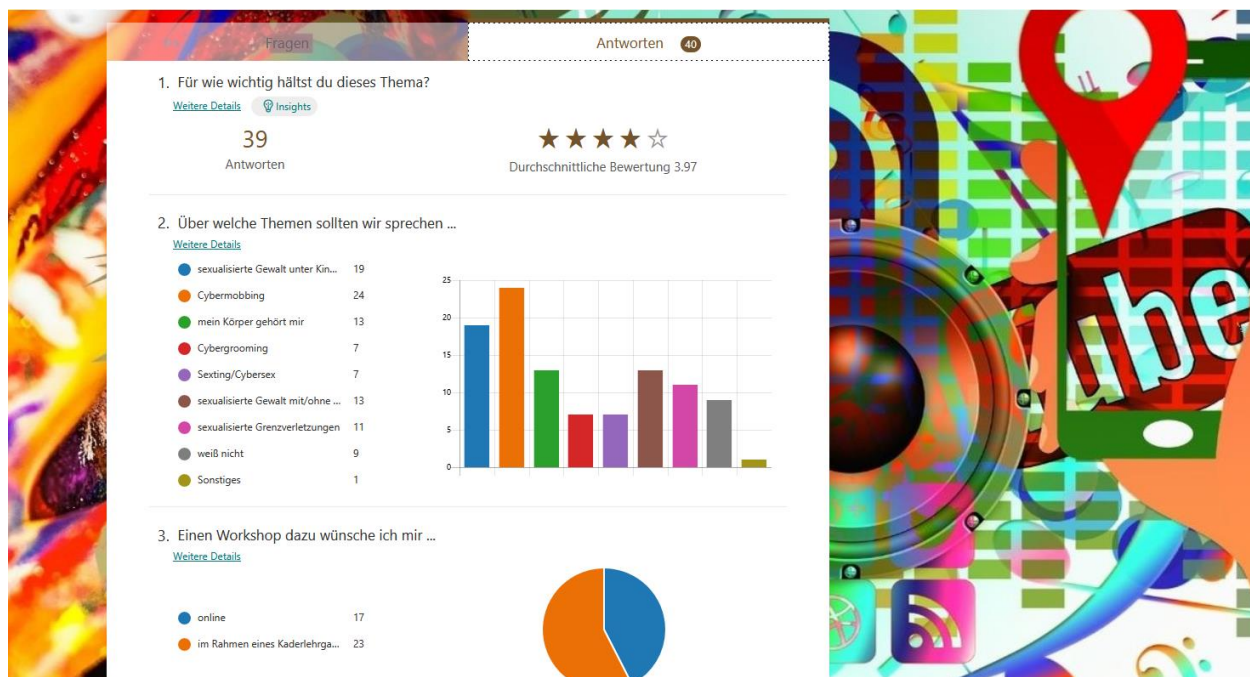 Fragen
Antworten 40
1. Für wie wichtig hältst du dieses Thema?
Weitere Details Insights
39
Antworten
Durchschnittliche Bewertung 3.97
2. Über welche Themen sollten wir sprechen ...
Weitere Details
sexualisierte Gewalt unter Kin... 19
Cybermobbing 24
mein Körper gehört mir 13
Cybergrooming 7
Sexting/Cybersex 7
sexualisierte Gewalt mit/ohne ... 13
sexualisierte Grenzverletzungen 11
weiß nicht 9
Sonstiges 1
25
20
15
10
5
0
3. Einen Workshop dazu wünsche ich mir ...
Weitere Details
online 17
im Rahmen eines Kaderlehrga... 23
ube